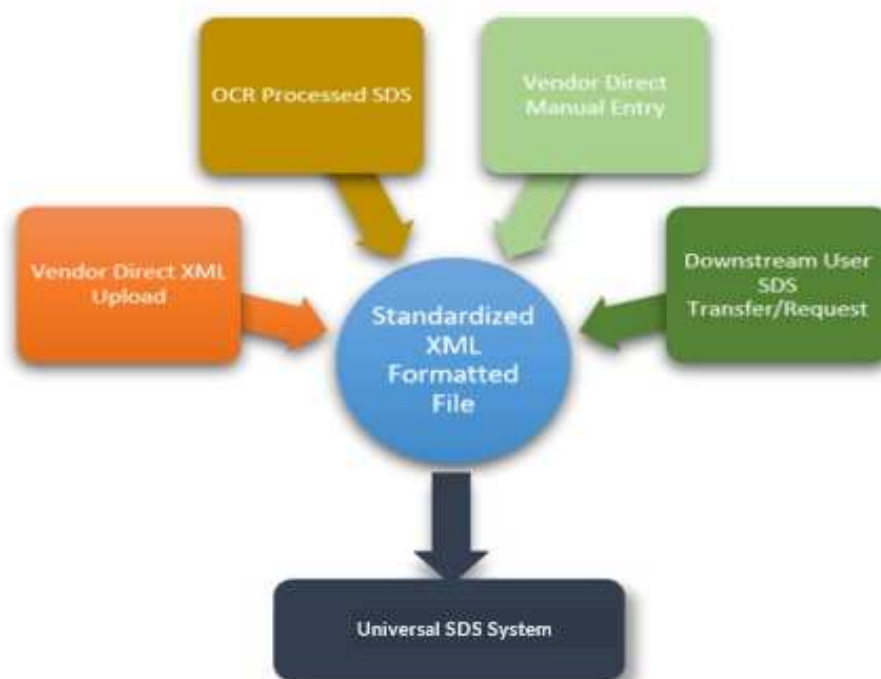 OCR Processed SDS
Vendor Direct
Manual Entry
Vendor Direct XML
Upload
Downstream User
SDS
Transfer/Request
Standardized
XML
Formatted
File
Universal SDS System